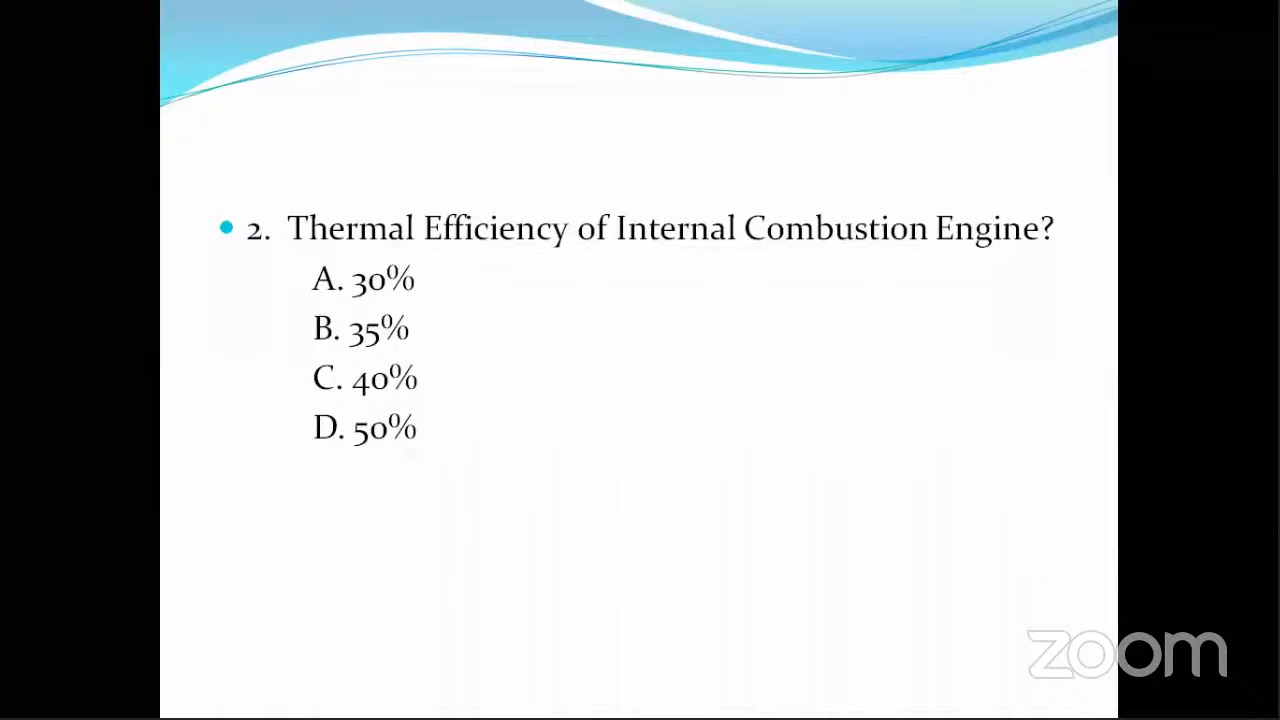 2. Thermal Efficiency of Internal Combustion Engine?
A. 30%
B. 35%
C. 40%
D. 50%
zoom